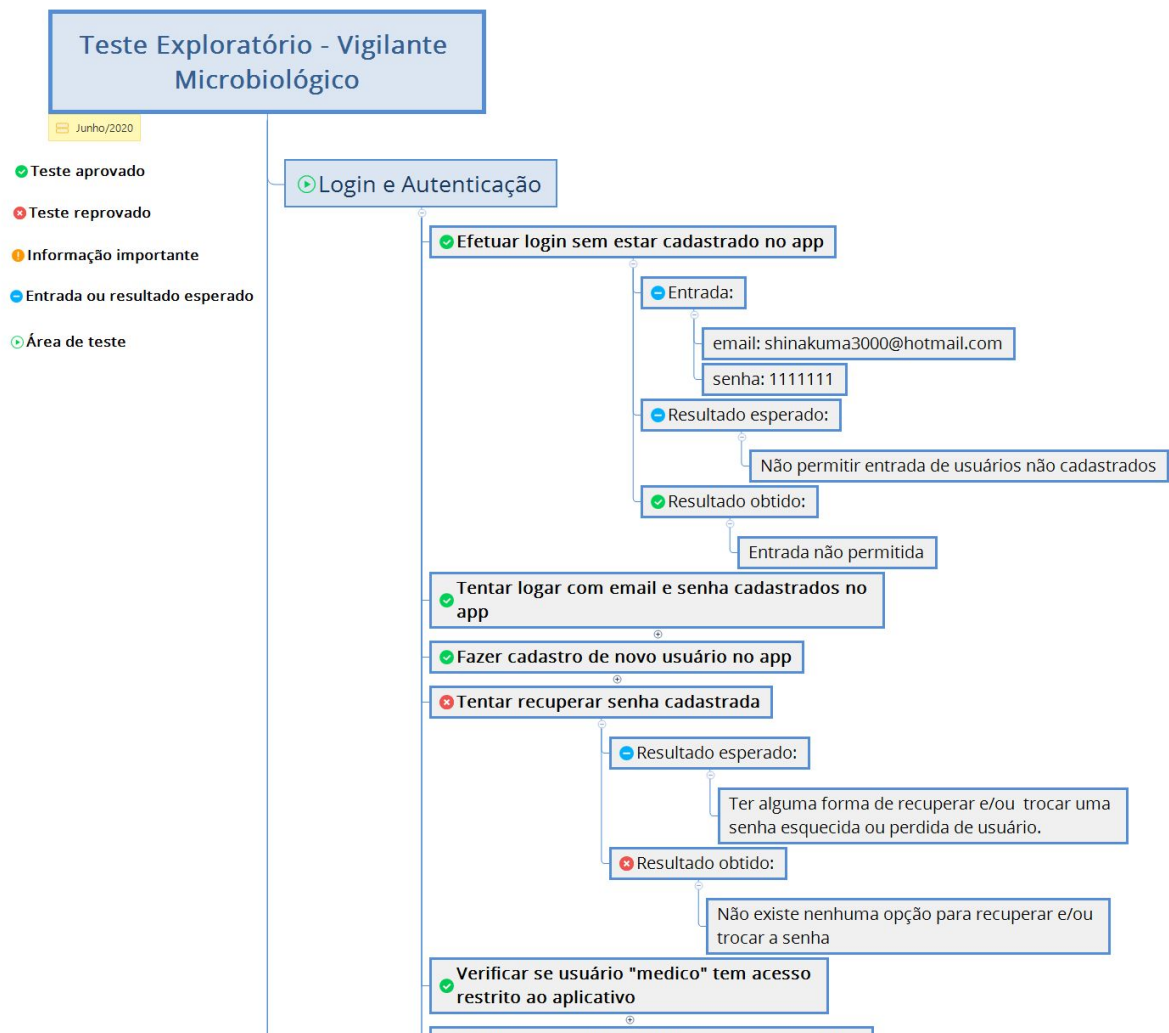 Teste Exploratório - Vigilante
Microbiológico
Junho/2020
Teste aprovado
Teste reprovado
Informação importante
Entrada ou resultado esperado
Área de teste
Login e Autenticação
Efetuar login sem estar cadastrado no app
Entrada:
email: shinakuma3000@hotmail.com
senha: 1111111
Resultado esperado:
Não permitir entrada de usuários não cadastrados
Resultado obtido:
Entrada não permitida
Tentar logar com email e senha cadastrados no
app
Fazer cadastro de novo usuário no app
Tentar recuperar senha cadastrada
Resultado esperado:
Ter alguma forma de recuperar e/ou  trocar uma
senha esquecida ou perdida de usuário.
Resultado obtido:
Não existe nenhuma opção para recuperar e/ou
trocar a senha
Verificar se usuário "medico" tem acesso
restrito ao aplicativo